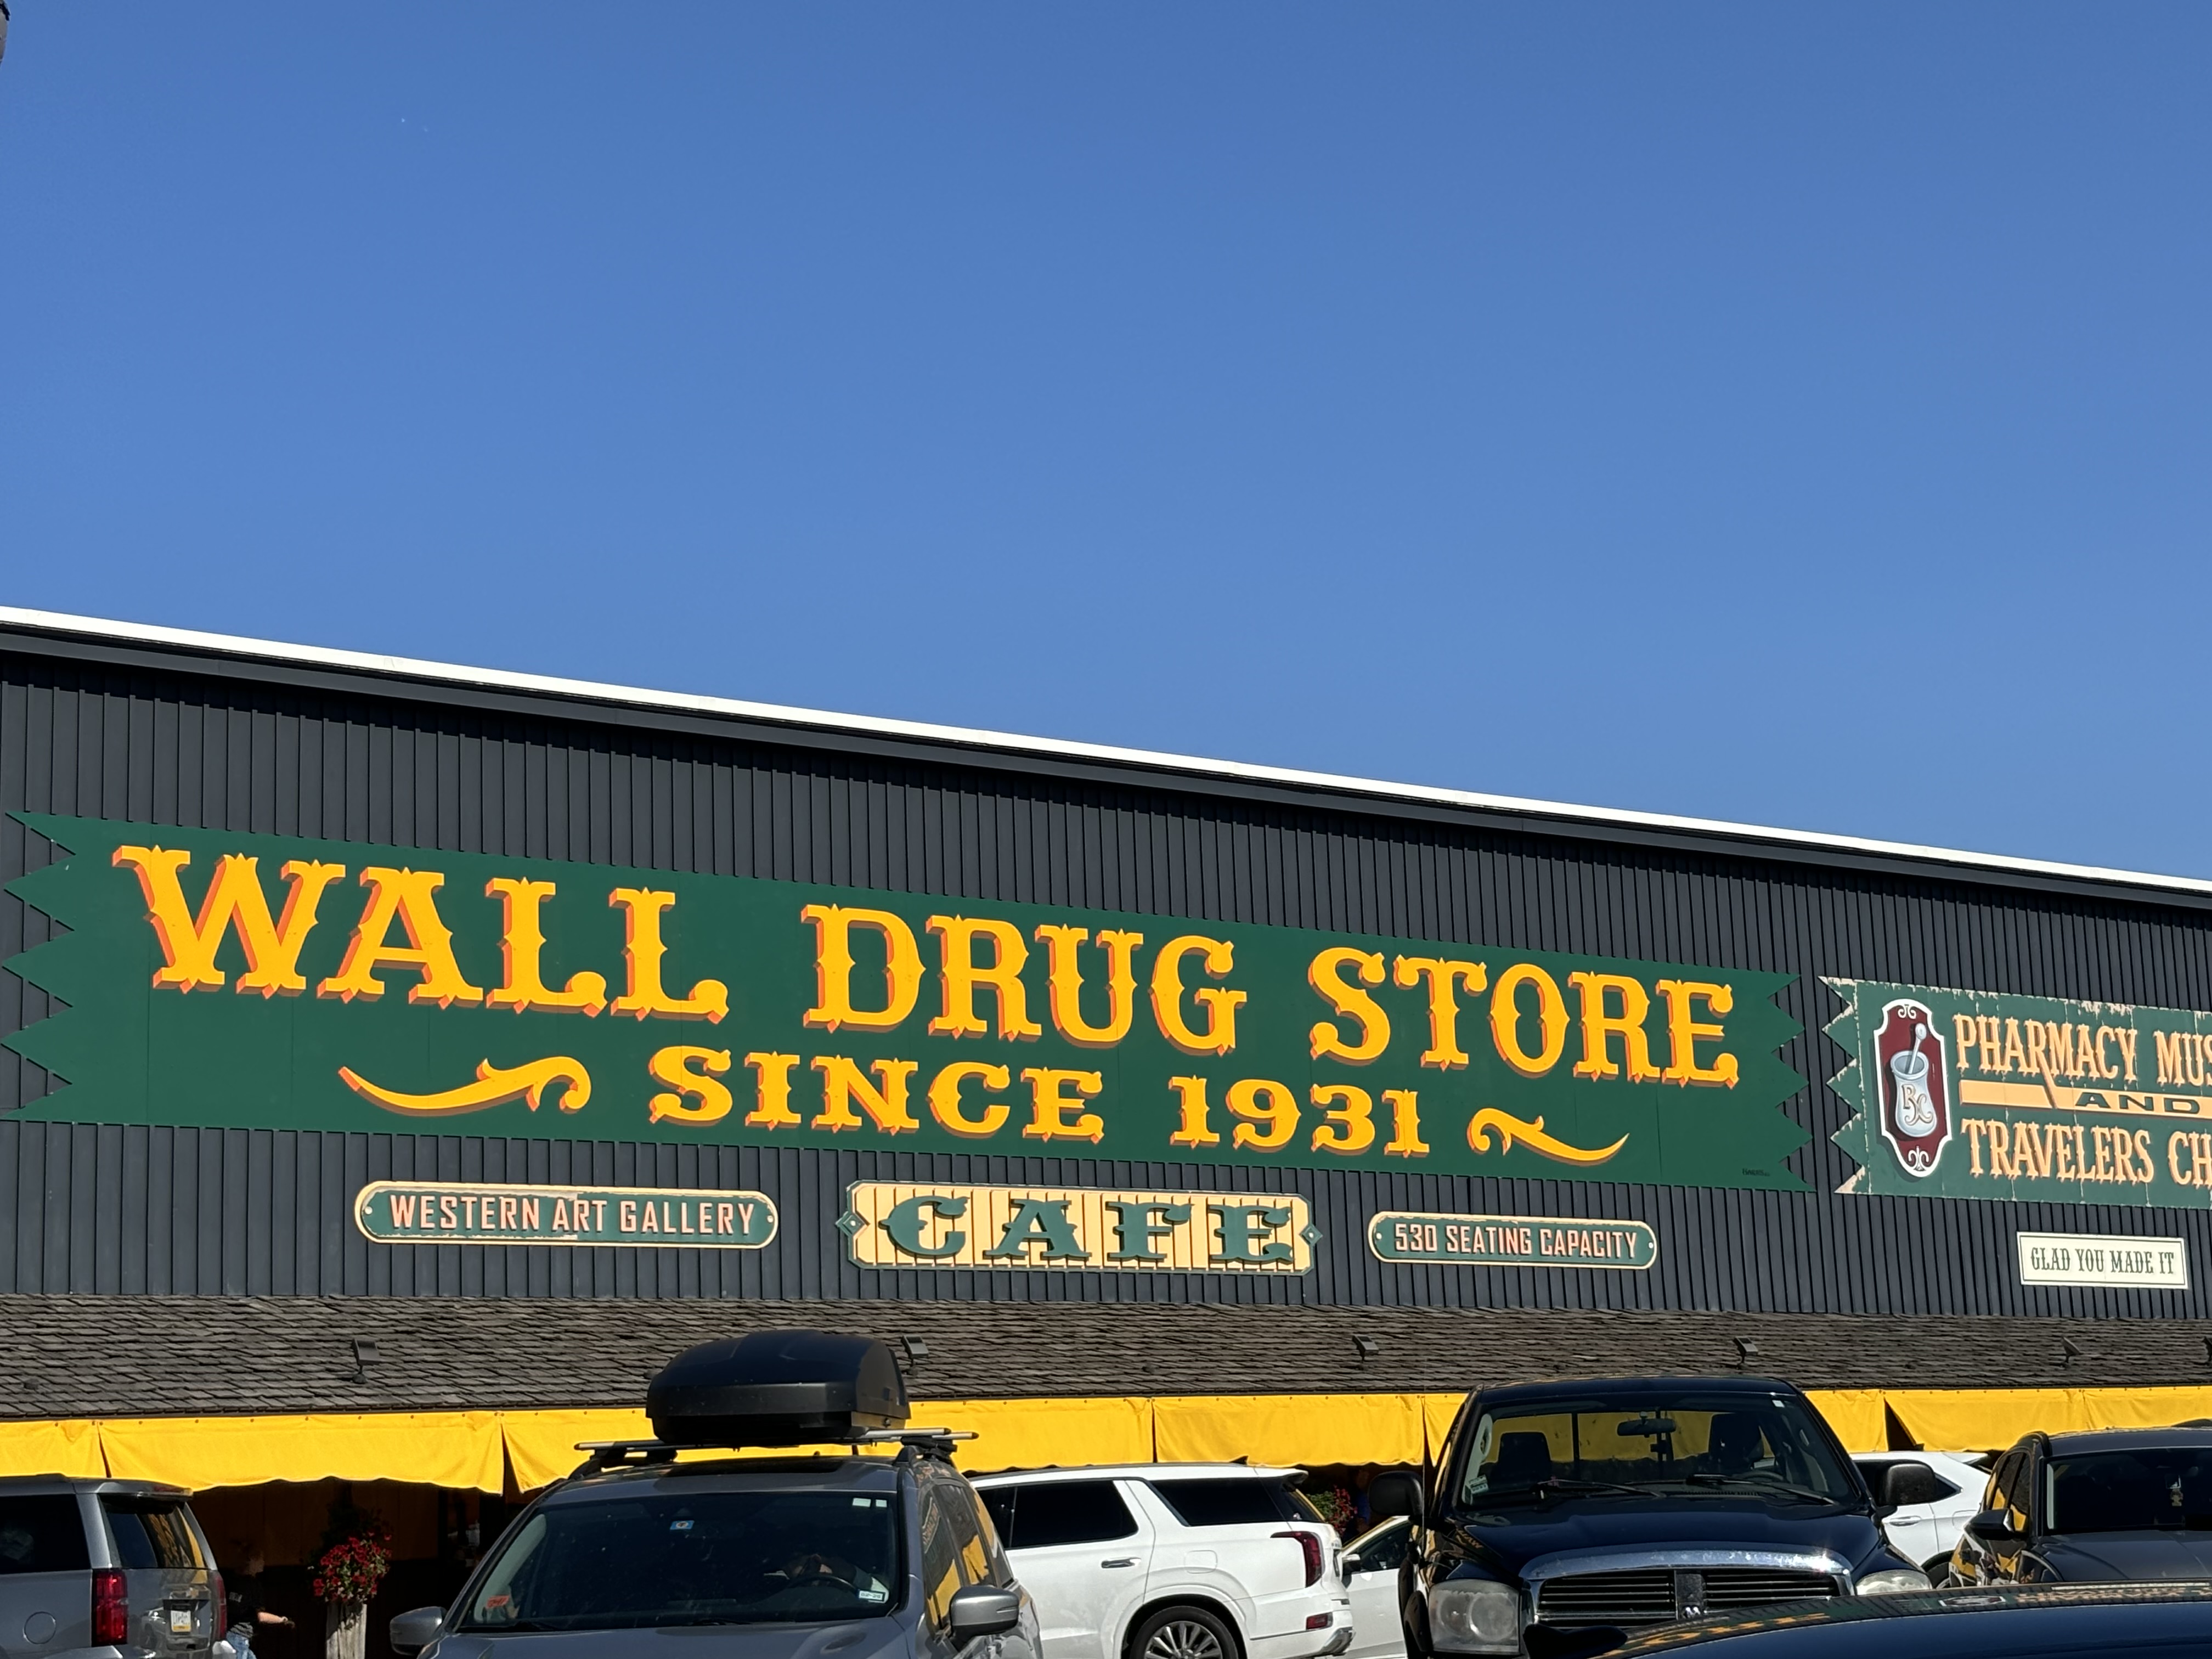 WALL DRUG STORE
SINCE 1931
WESTERN ART GALLERY
CAFE
530 SEATING CAPACITY
PHARMACY MUS
AND
TRAVELERS CH
RX
GLAD YOU MADE IT